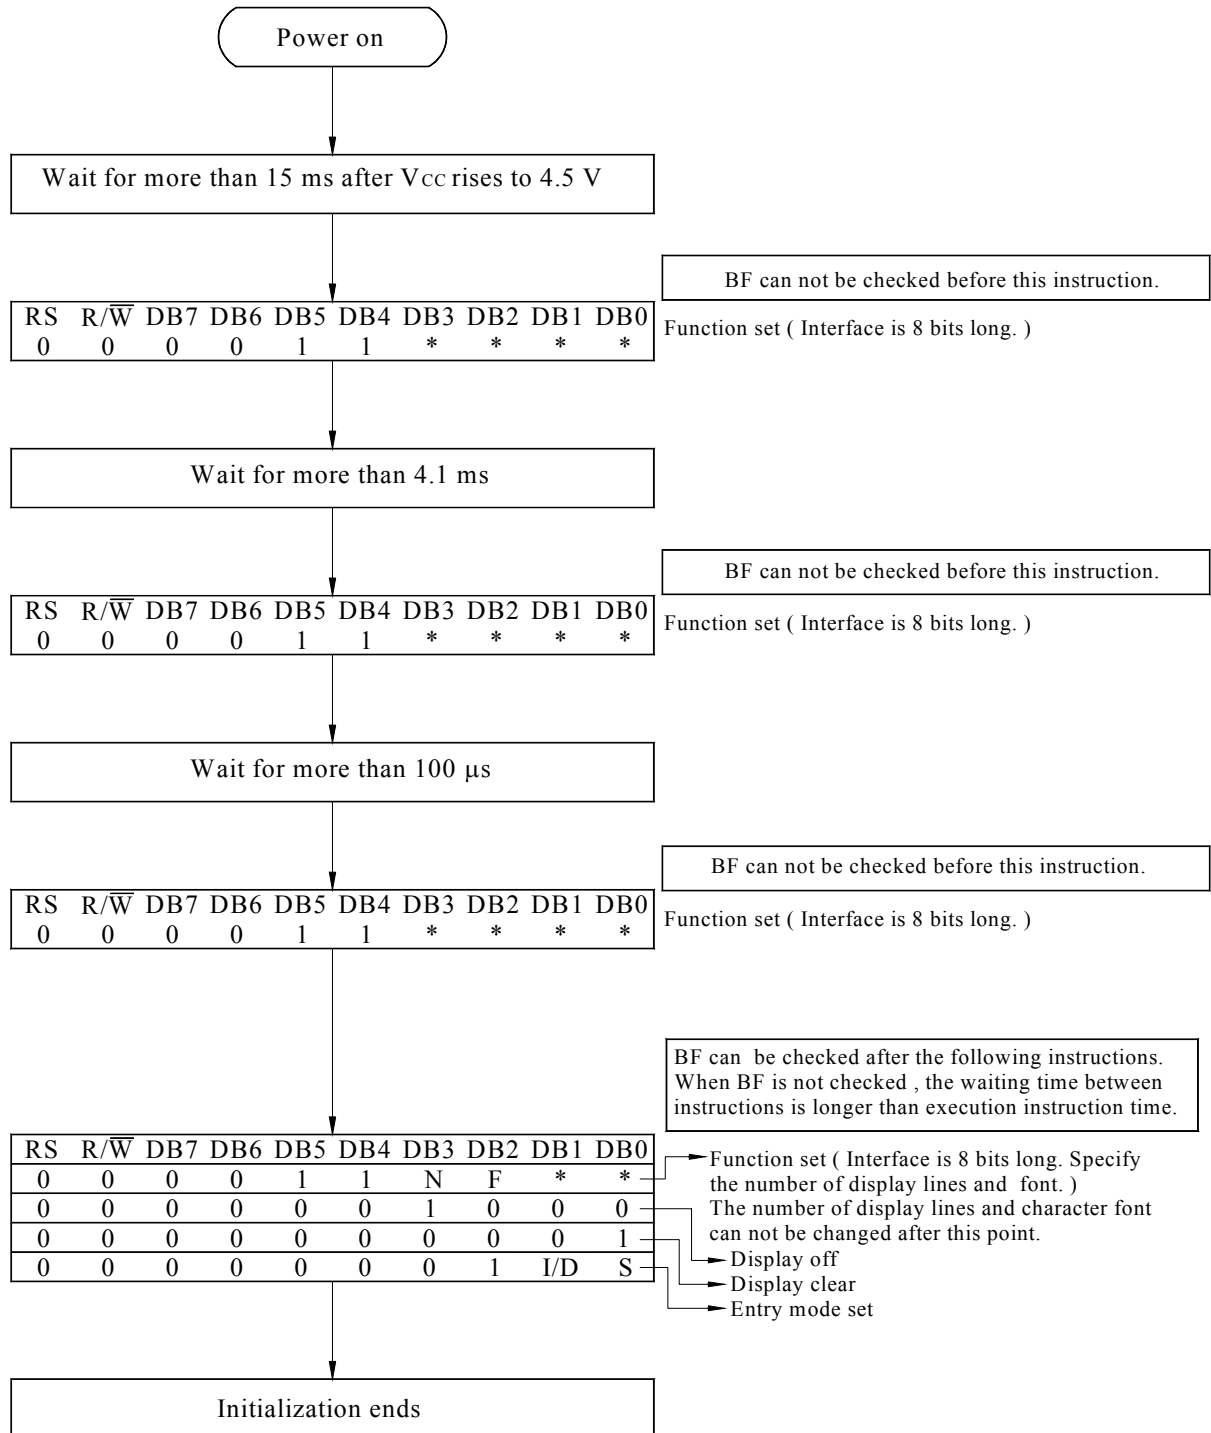 Power on
Wait for more than 15 ms after VCC rises to 4.5 V
BF can not be checked before this instruction.
RS R/W̅ DB7 DB6 DB5 DB4 DB3 DB2 DB1 DB0
0 0 0 0 1 1 * * * *
Function set ( Interface is 8 bits long. )
Wait for more than 4.1 ms
BF can not be checked before this instruction.
RS R/W̅ DB7 DB6 DB5 DB4 DB3 DB2 DB1 DB0
0 0 0 0 1 1 * * * *
Function set ( Interface is 8 bits long. )
Wait for more than 100 μs
BF can not be checked before this instruction.
RS R/W̅ DB7 DB6 DB5 DB4 DB3 DB2 DB1 DB0
0 0 0 0 1 1 * * * *
Function set ( Interface is 8 bits long. )
BF can be checked after the following instructions.
When BF is not checked , the waiting time between
instructions is longer than execution instruction time.
RS R/W̅ DB7 DB6 DB5 DB4 DB3 DB2 DB1 DB0
0 0 0 0 1 1 N F * *
0 0 0 0 0 0 1 0 0 0
0 0 0 0 0 0 0 0 0 1
0 0 0 0 0 0 0 1 I/D S
Function set ( Interface is 8 bits long. Specify
the number of display lines and font. )
The number of display lines and character font
can not be changed after this point.
Display off
Display clear
Entry mode set
Initialization ends